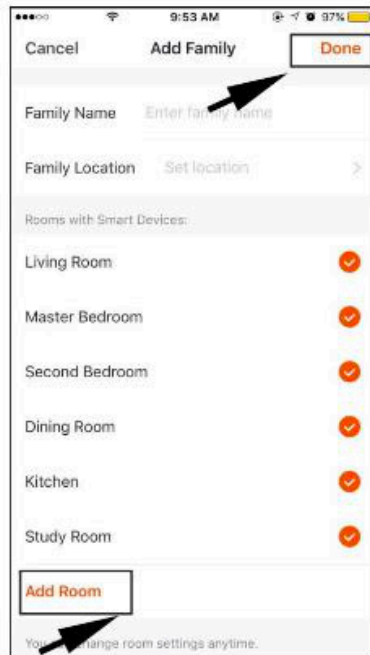 9:53 AM 97%
Cancel Add Family Done
Family Name Enter family name
Family Location Set location
Rooms with Smart Devices:
Living Room
Master Bedroom
Second Bedroom
Dining Room
Kitchen
Study Room
Add Room
You change room settings anytime.